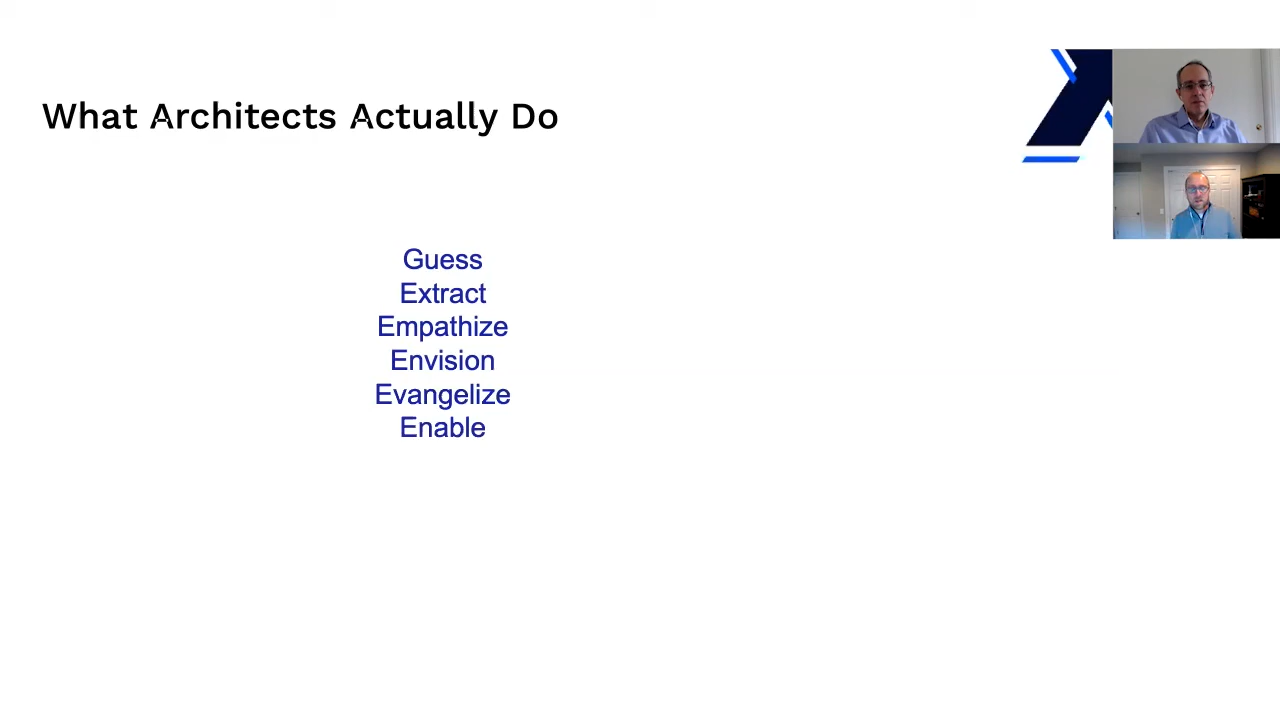 What Architects Actually Do
Guess
Extract
Empathize
Envision
Evangelize
Enable